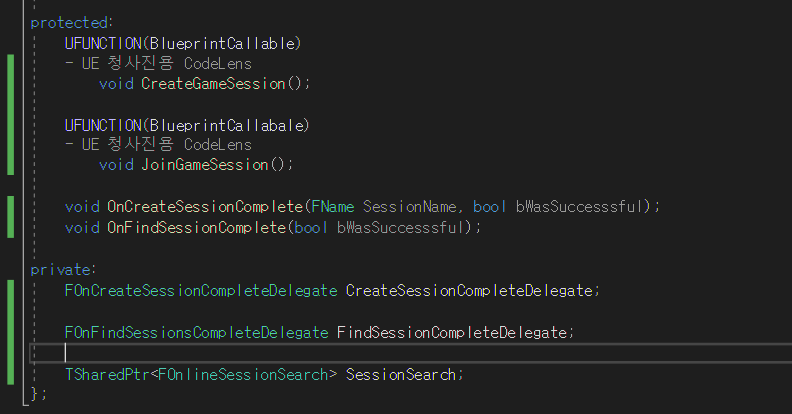 protected:
UFUNCTION(BlueprintCallable)
- UE 청사진용 CodeLens
void CreateGameSession();
UFUNCTION(BlueprintCallabale)
- UE 청사진용 CodeLens
void JoinGameSession();
void OnCreateSessionComplete(FName SessionName, bool bWasSuccesssful);
void OnFindSessionComplete(bool bWasSuccesssful);
private:
FOnCreateSessionCompleteDelegate CreateSessionCompleteDelegate;
FOnFindSessionsCompleteDelegate FindSessionCompleteDelegate;
TSharedPtr<FOnlineSessionSearch> SessionSearch;
};